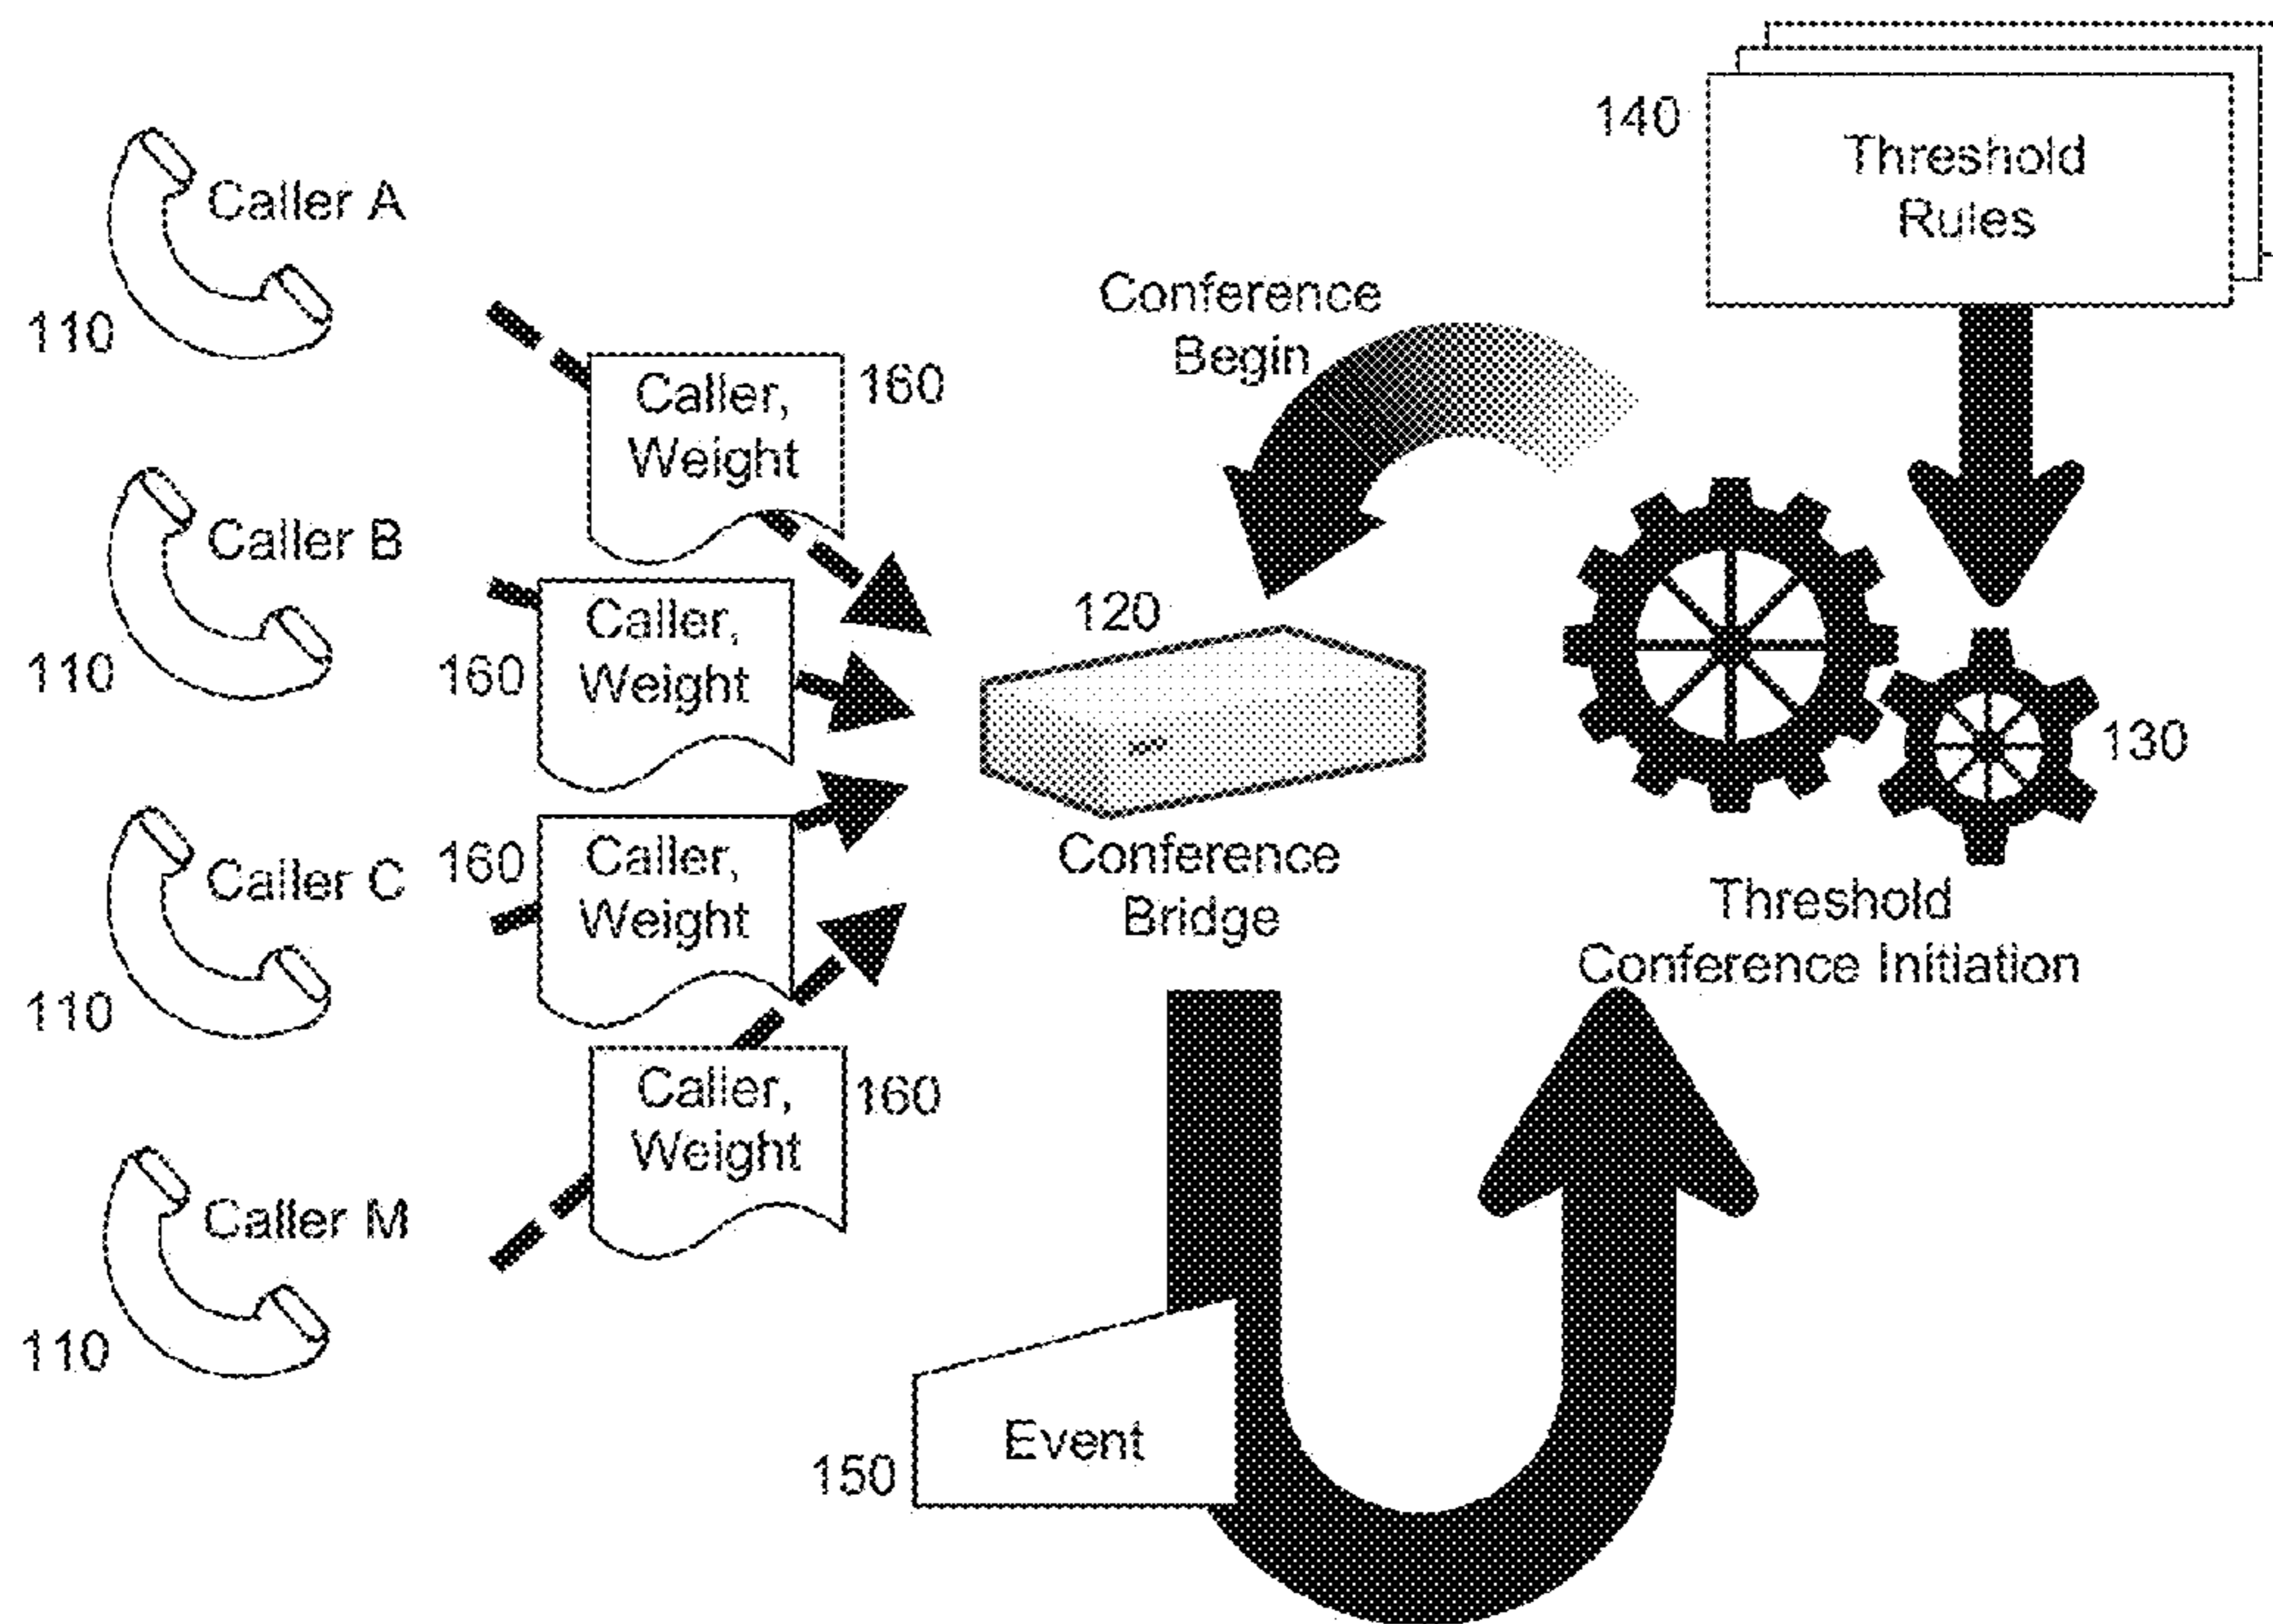 140
Threshold
Rules
Caller A
110
Conference
Begin
Caller,
Weight
160
Caller B
110
Caller,
Weight
160
120
130
Caller C
110
160
Caller,
Weight
Conference
Bridge
Threshold
Conference Initiation
Caller,
Weight
160
Caller M
110
Event
150